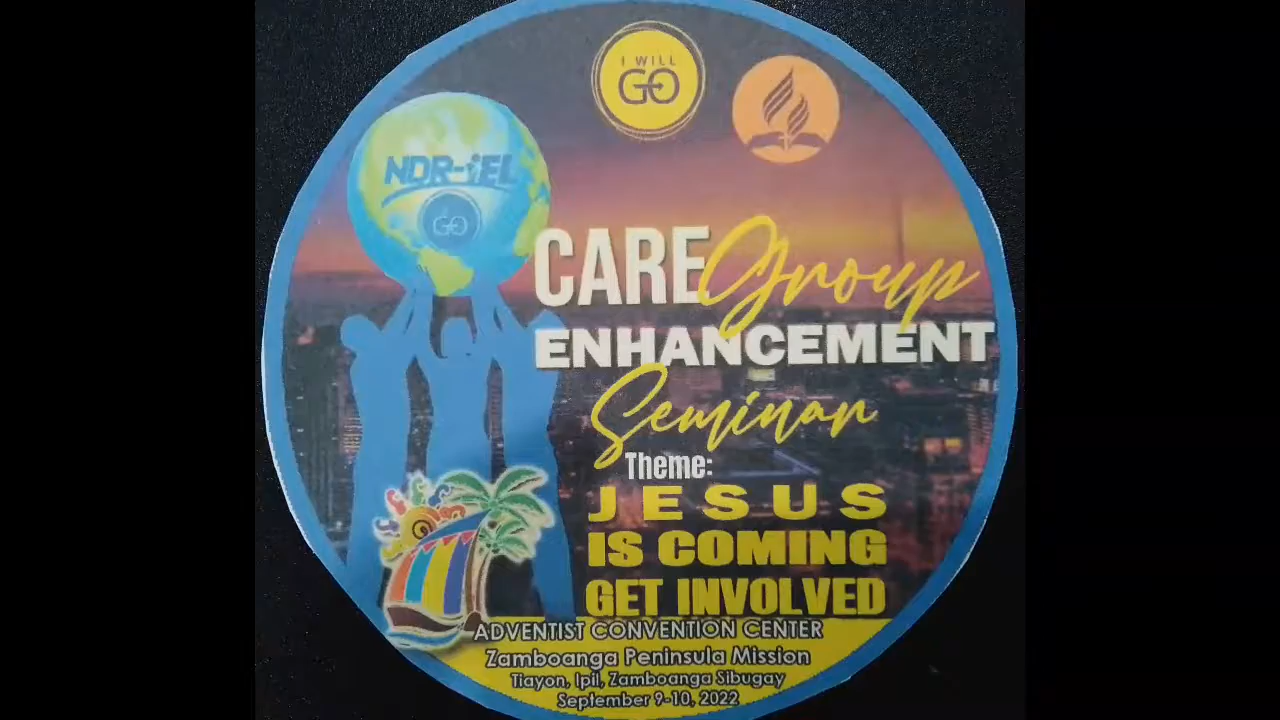 I WILL
GO
NDR-iEL
GO
CARE Group
ENHANCEMENT
Seminar
Theme:
JESUS
IS COMING
GET INVOLVED
ADVENTIST CONVENTION CENTER
Zamboanga Peninsula Mission
Tiayon, Ipil, Zamboanga Sibugay
September 9-10, 2022